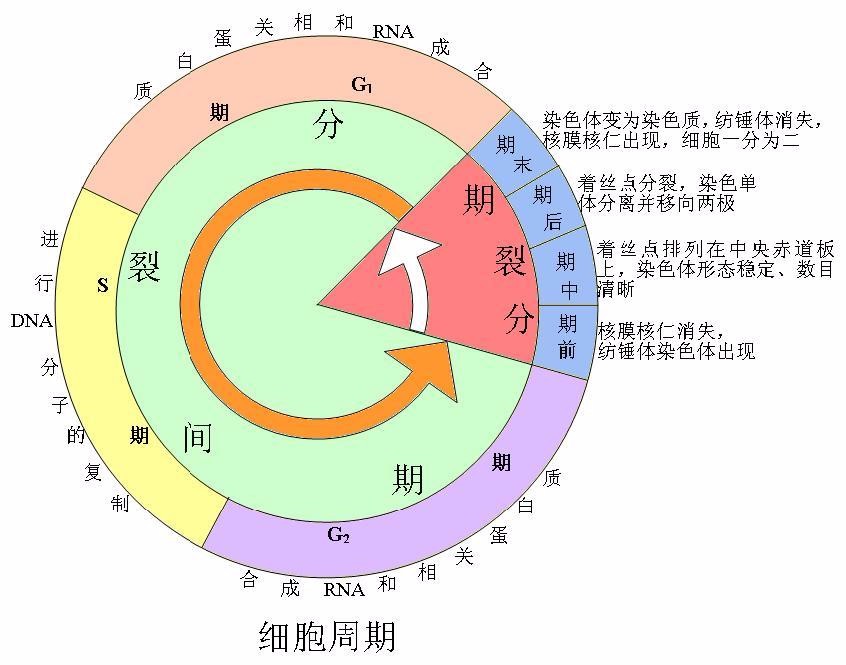 合成RNA和相关蛋白质
G₁期
进行DNA分子的复制
S期
合成RNA和相关蛋白质
G₂期
分裂间期
分裂期
末期
染色体变为染色质，纺锤体消失，
核膜核仁出现，细胞一分为二
后期
着丝点分裂，染色单
体分离并移向两极
中期
着丝点排列在中央赤道板
上，染色体形态稳定、数目
清晰
前期
核膜核仁消失，
纺锤体染色体出现
细胞周期